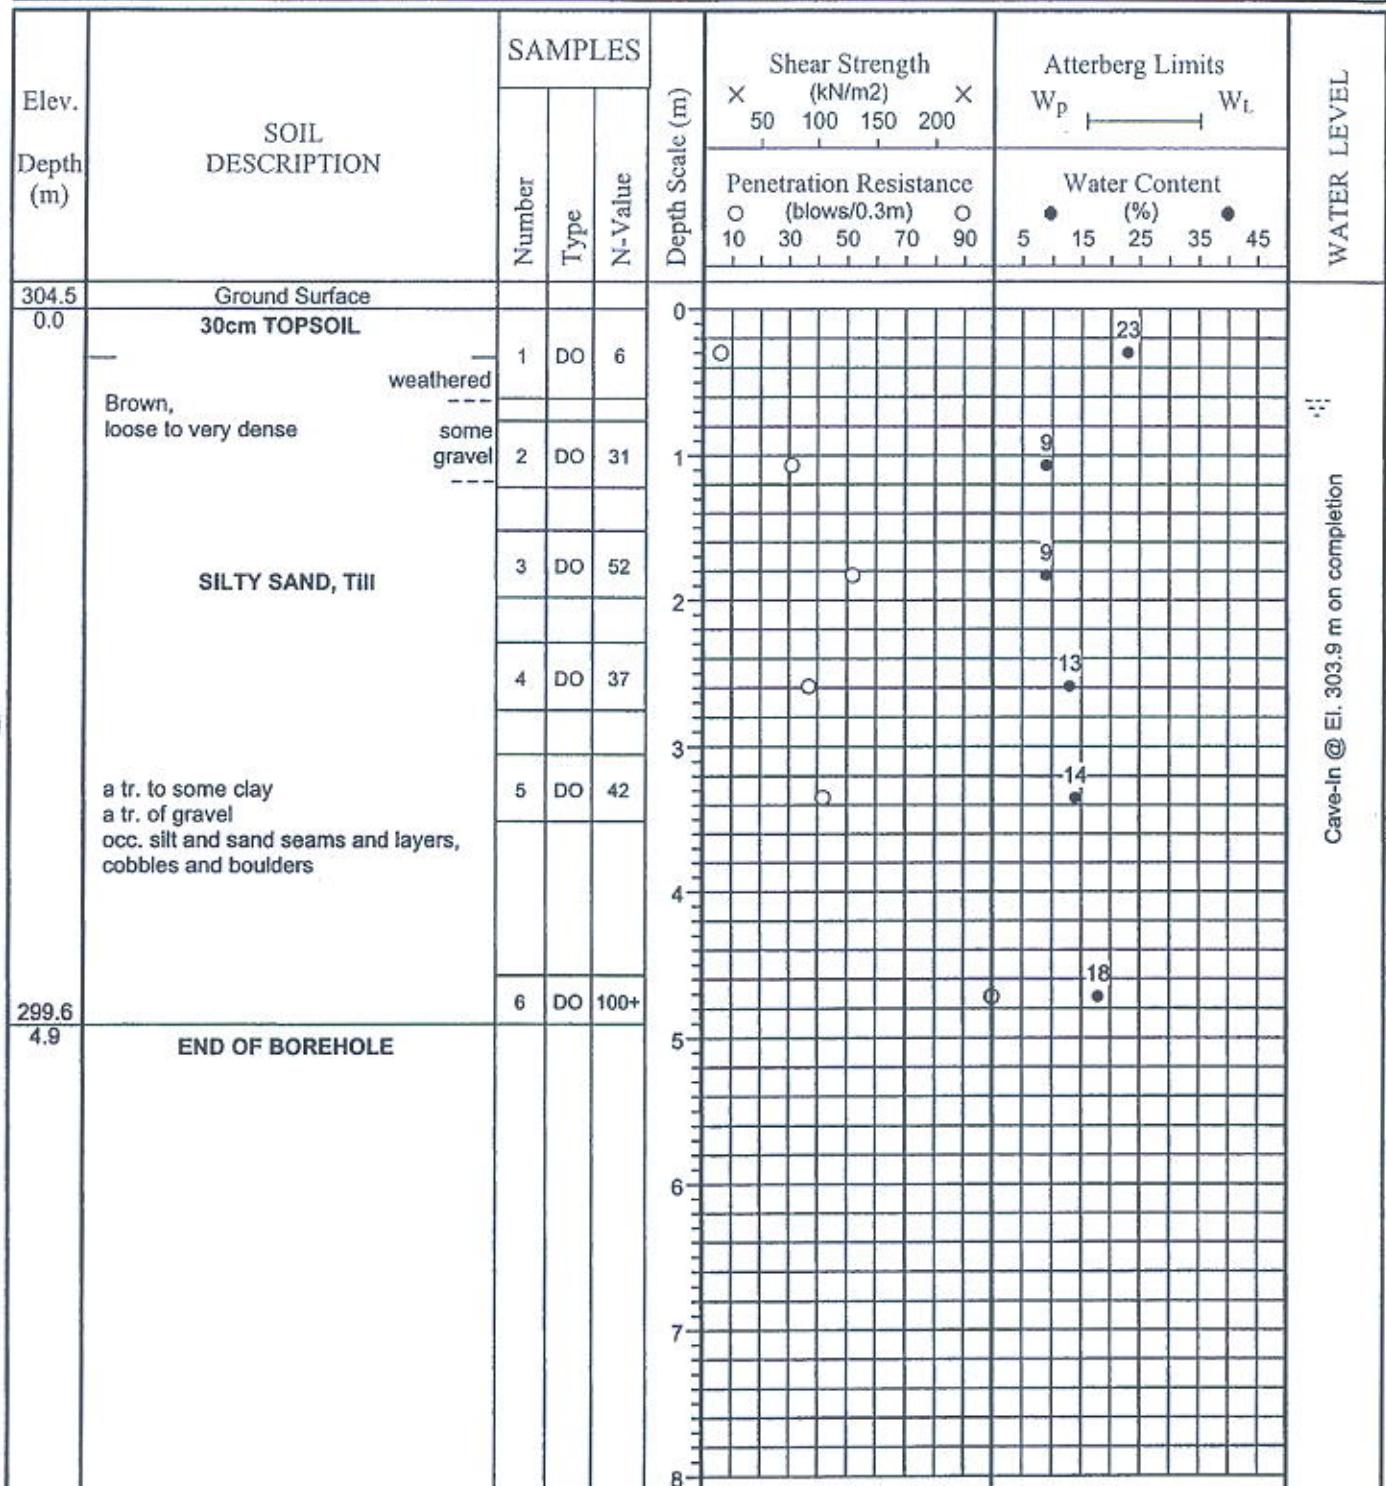 SAMPLES
Elev.
Depth
(m)
SOIL
DESCRIPTION
Number
Type
N-Value
Depth Scale (m)
Shear Strength
× (kN/m2) ×
50 100 150 200
Penetration Resistance
○ (blows/0.3m) ○
10 30 50 70 90
Atterberg Limits
Wp WL
Water Content
● (%) ●
5 15 25 35 45
WATER LEVEL
304.5 Ground Surface
0.0 30cm TOPSOIL
0
1 DO 6
23
weathered
Brown,
loose to very dense
some
gravel
2 DO 31
1
9
3 DO 52
9
SILTY SAND, Till
2
4 DO 37
13
3
a tr. to some clay
a tr. of gravel
occ. silt and sand seams and layers,
cobbles and boulders
5 DO 42
14
4
299.6
4.9
6 DO 100+
18
END OF BOREHOLE
5
6
7
8
Cave-In @ El. 303.9 m on completion